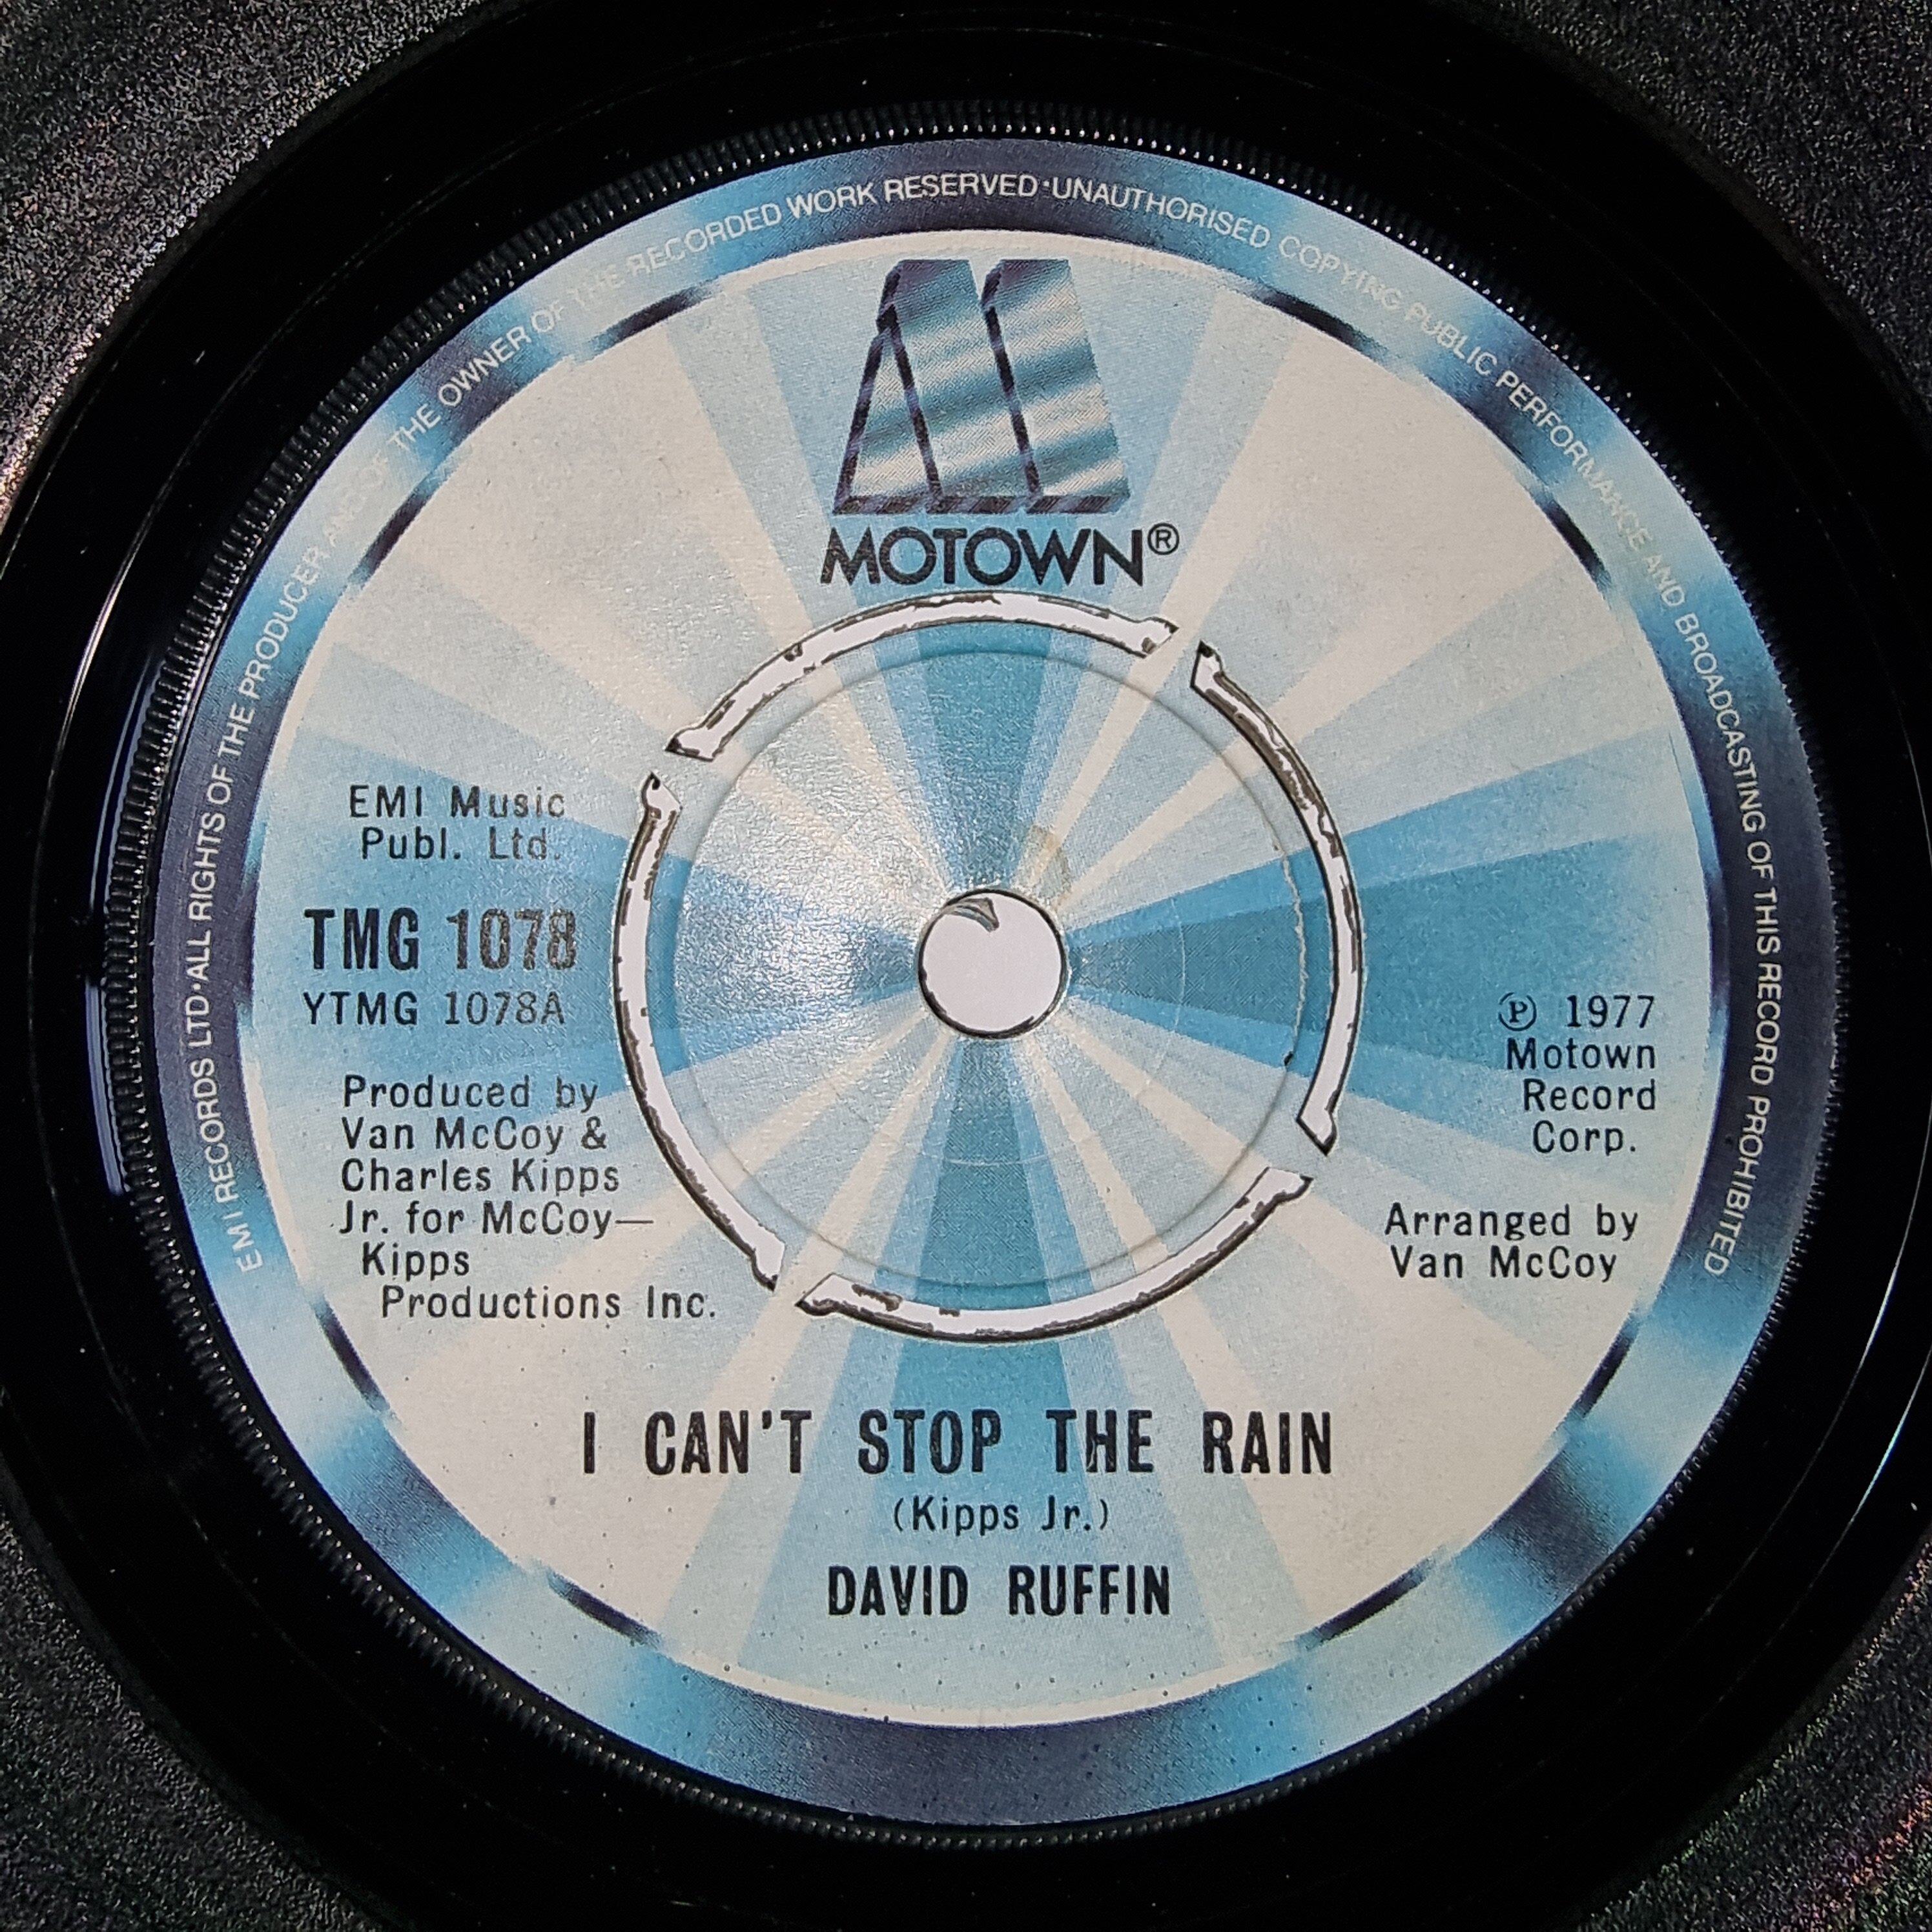 EMI RECORDS LTD·ALL RIGHTS OF THE PRODUCER AND OF THE OWNER OF THE RECORDED WORK RESERVED·UNAUTHORISED COPYING PUBLIC PERFORMANCE AND BROADCASTING OF THIS RECORD PROHIBITED
MOTOWN®
EMI Music
Publ. Ltd.
TMG 1078
YTMG 1078A
Produced by
Van McCoy &
Charles Kipps
Jr. for McCoy—
Kipps
Productions Inc.
℗ 1977
Motown
Record
Corp.
Arranged by
Van McCoy
I CAN'T STOP THE RAIN
(Kipps Jr.)
DAVID RUFFIN